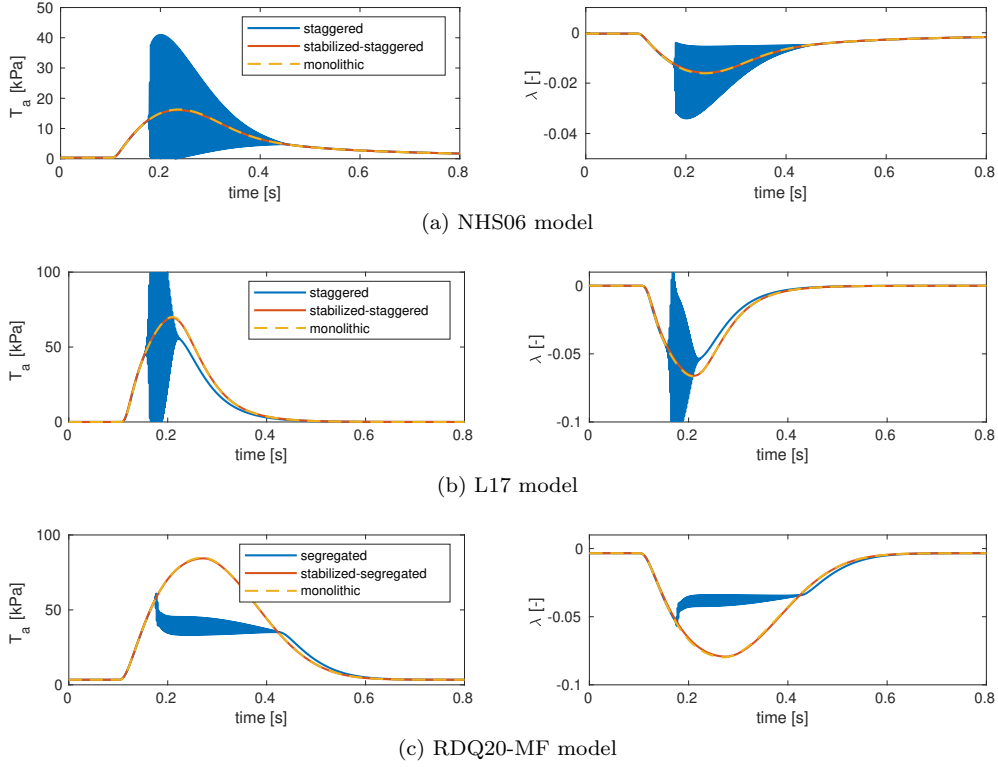 50
40
30
20
10
0
T_a [kPa]
staggered
stabilized-staggered
monolithic
0 0.2 0.4 0.6 0.8
time [s]
0
-0.02
-0.04
λ [-]
0 0.2 0.4 0.6 0.8
time [s]
(a) NHS06 model
100
50
0
T_a [kPa]
staggered
stabilized-staggered
monolithic
0 0.2 0.4 0.6 0.8
time [s]
0
-0.05
-0.1
λ [-]
0 0.2 0.4 0.6 0.8
time [s]
(b) L17 model
100
50
0
T_a [kPa]
segregated
stabilized-segregated
monolithic
0 0.2 0.4 0.6 0.8
time [s]
0
-0.05
-0.1
λ [-]
0 0.2 0.4 0.6 0.8
time [s]
(c) RDQ20-MF model